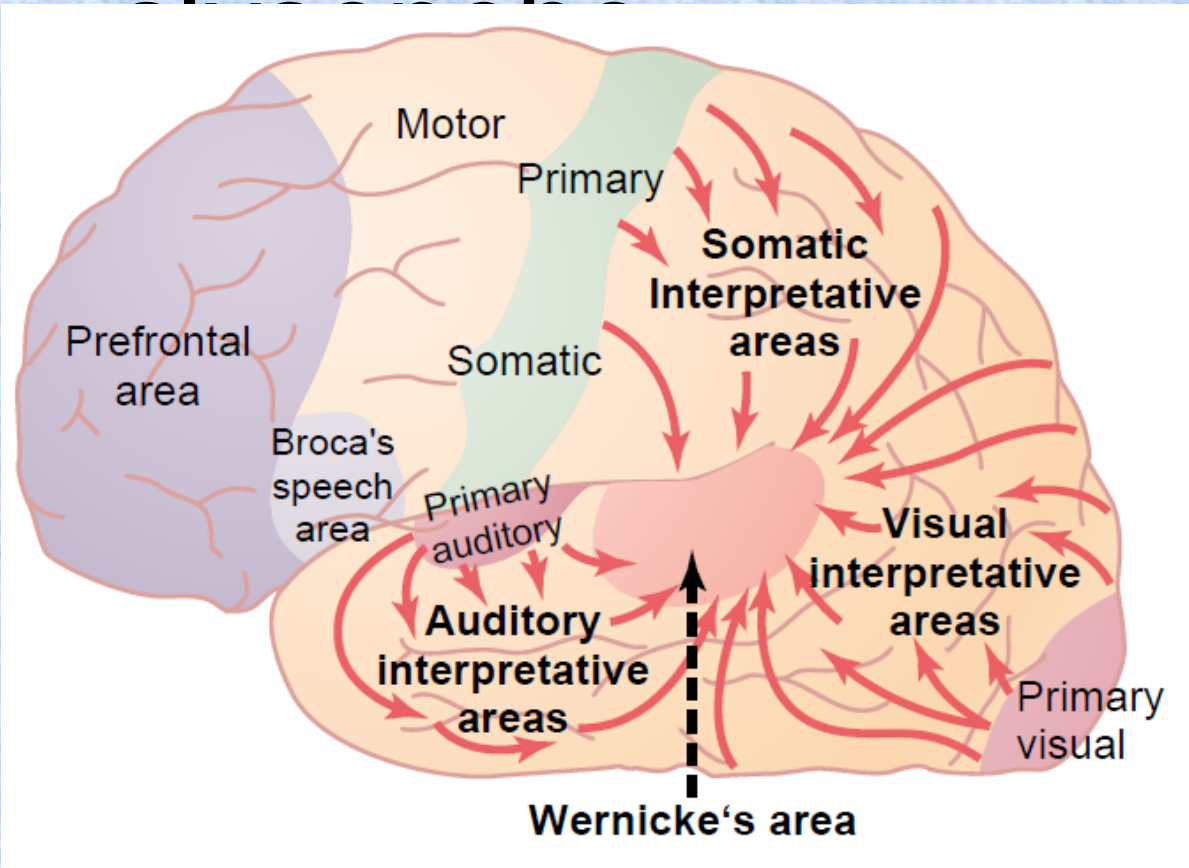 Motor
Primary
Somatic
Interpretative
areas
Prefrontal
area
Somatic
Broca's
speech
area
Primary
auditory
Visual
interpretative
areas
Auditory
interpretative
areas
Primary
visual
Wernicke‘s area